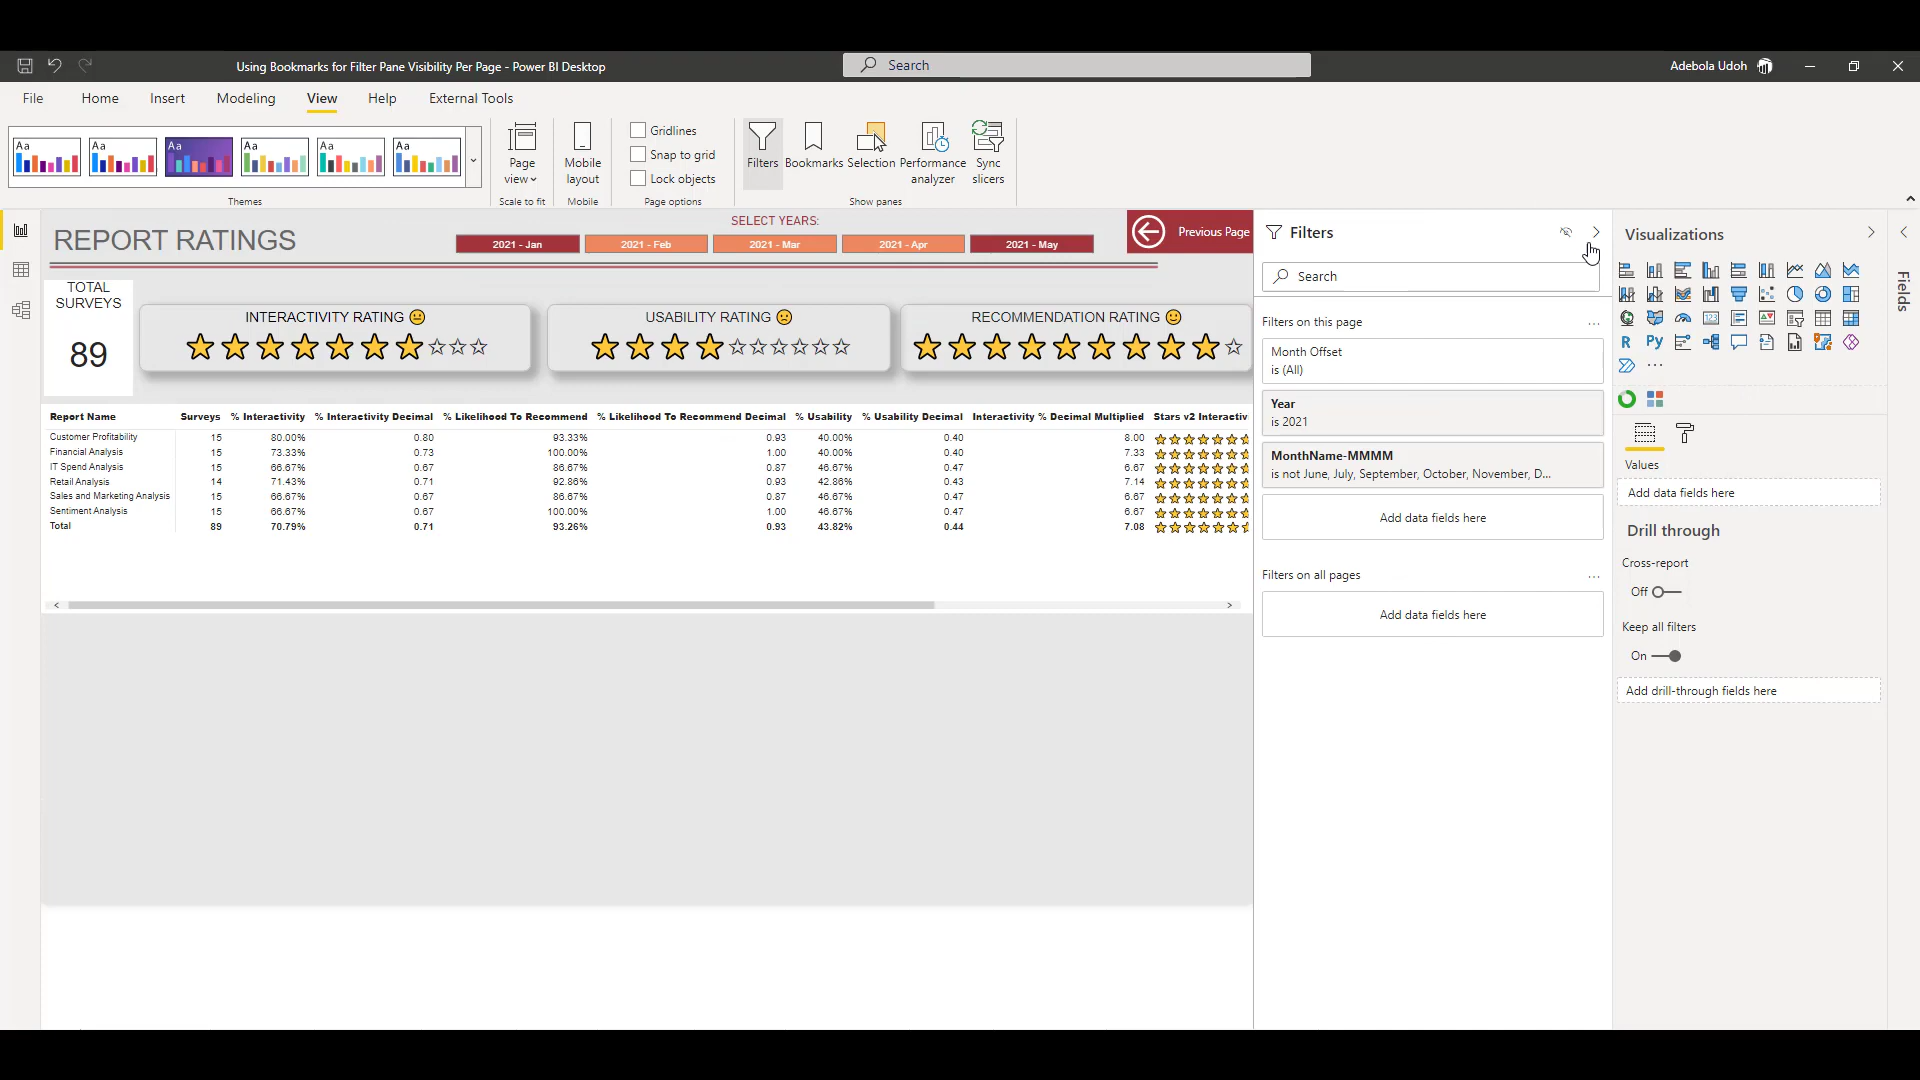 Using Bookmarks for Filter Pane Visibility Per Page - Power BI Desktop
Search
Adebola Udoh
File Home Insert Modeling View Help External Tools
Aa Aa Aa Aa Aa Aa
Themes
Page view
Scale to fit
Mobile layout
Mobile
Gridlines
Snap to grid
Lock objects
Page options
Filters
Bookmarks
Selection
Performance analyzer
Sync slicers
Show panes
REPORT RATINGS
SELECT YEARS:
2021 - Jan 2021 - Feb 2021 - Mar 2021 - Apr 2021 - May
Previous Page
TOTAL
SURVEYS
89
INTERACTIVITY RATING 😐
★★★★★★★☆☆☆
USABILITY RATING 🙁
★★★★☆☆☆☆☆☆
RECOMMENDATION RATING 🙂
★★★★★★★★★☆
Report Name Surveys % Interactivity % Interactivity Decimal % Likelihood To Recommend % Likelihood To Recommend Decimal % Usability % Usability Decimal Interactivity % Decimal Multiplied Stars v2 Interactiv
Customer Profitability 15 80.00% 0.80 93.33% 0.93 40.00% 0.40 8.00
Financial Analysis 15 73.33% 0.73 100.00% 1.00 40.00% 0.40 7.33
IT Spend Analysis 15 66.67% 0.67 86.67% 0.87 46.67% 0.47 6.67
Retail Analysis 14 71.43% 0.71 92.86% 0.93 42.86% 0.43 7.14
Sales and Marketing Analysis 15 66.67% 0.67 86.67% 0.87 46.67% 0.47 6.67
Sentiment Analysis 15 66.67% 0.67 100.00% 1.00 46.67% 0.47 6.67
Total 89 70.79% 0.71 93.26% 0.93 43.82% 0.44 7.08
Filters
Search
Filters on this page
Month Offset
is (All)
Year
is 2021
MonthName-MMMM
is not June, July, September, October, November, D...
Add data fields here
Filters on all pages
Add data fields here
Visualizations
R Py
Values
Add data fields here
Drill through
Cross-report
Off
Keep all filters
On
Add drill-through fields here
Fields